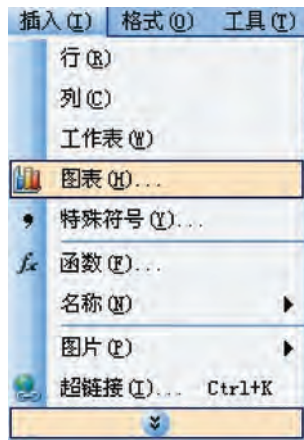 插入(I) 格式(O) 工具(T)
行(R)
列(C)
工作表(W)
图表(H)...
特殊符号(Y)...
fx 函数(F)...
名称(N)
图片(P)
超链接(I)... Ctrl+K